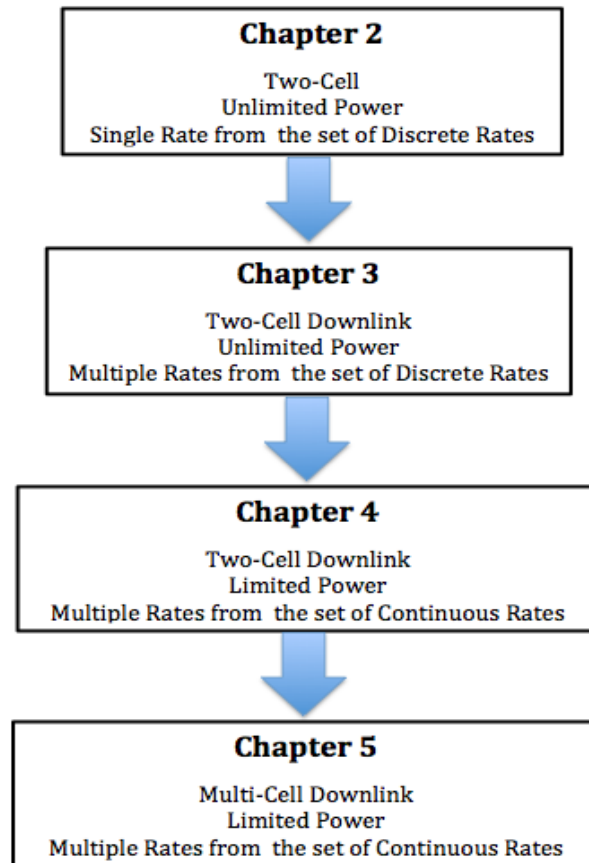 Chapter 2
Two-Cell
Unlimited Power
Single Rate from the set of Discrete Rates
Chapter 3
Two-Cell Downlink
Unlimited Power
Multiple Rates from the set of Discrete Rates
Chapter 4
Two-Cell Downlink
Limited Power
Multiple Rates from the set of Continuous Rates
Chapter 5
Multi-Cell Downlink
Limited Power
Multiple Rates from the set of Continuous Rates